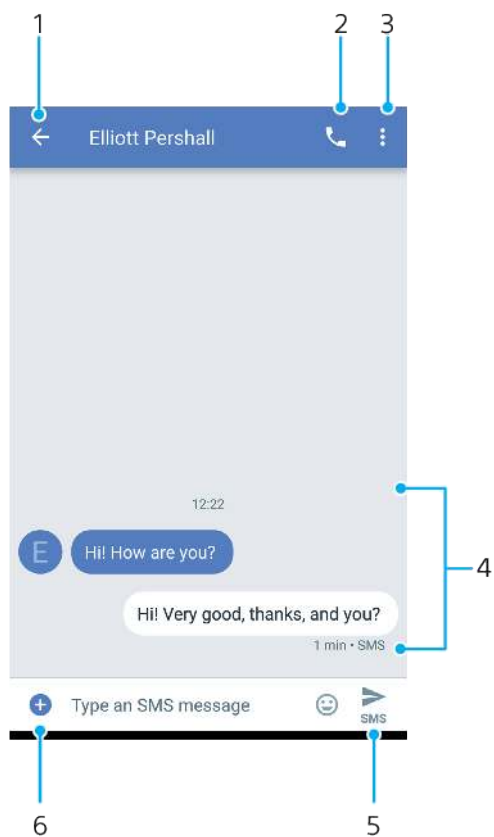 1 2 3
Elliott Pershall
12:22
E Hi! How are you?
Hi! Very good, thanks, and you?
1 min • SMS
4
Type an SMS message
SMS
6 5